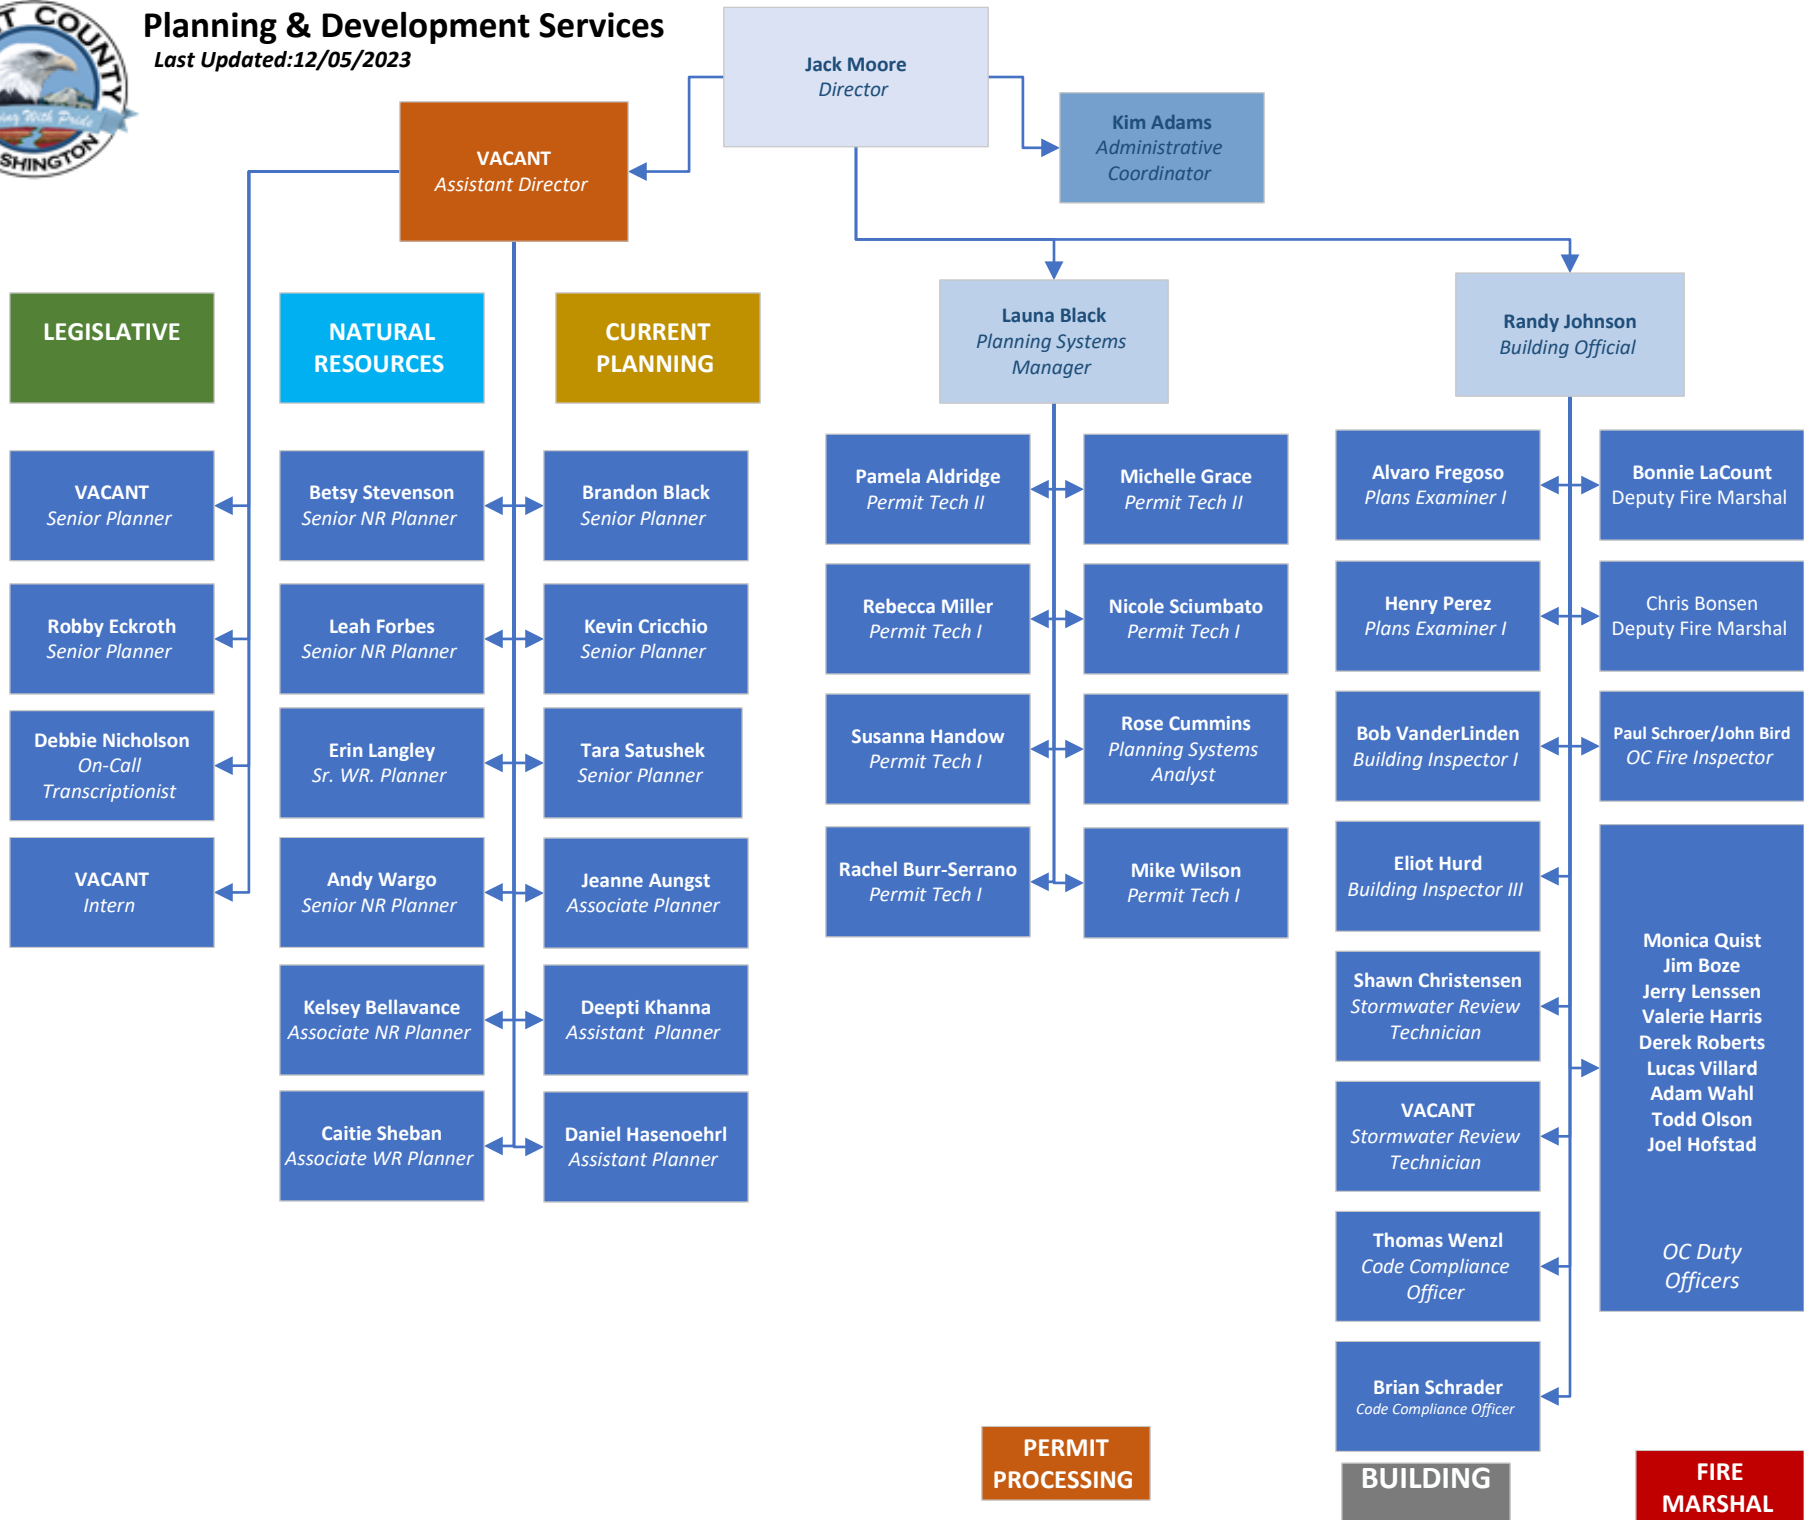 COUNTY
With Pride
Planning & Development Services
Last Updated:12/05/2023
Jack Moore
Director
Kim Adams
Administrative
Coordinator
VACANT
Assistant Director
LEGISLATIVE
NATURAL
RESOURCES
CURRENT
PLANNING
Launa Black
Planning Systems
Manager
Randy Johnson
Building Official
VACANT
Senior Planner
Robby Eckroth
Senior Planner
Debbie Nicholson
On-Call
Transcriptionist
VACANT
Intern
Betsy Stevenson
Senior NR Planner
Leah Forbes
Senior NR Planner
Erin Langley
Sr. WR. Planner
Andy Wargo
Senior NR Planner
Kelsey Bellavance
Associate NR Planner
Caitie Sheban
Associate WR Planner
Brandon Black
Senior Planner
Kevin Cricchio
Senior Planner
Tara Satushek
Senior Planner
Jeanne Aungst
Associate Planner
Deepti Khanna
Assistant  Planner
Daniel Hasenoehrl
Assistant Planner
Pamela Aldridge
Permit Tech II
Rebecca Miller
Permit Tech I
Susanna Handow
Permit Tech I
Rachel Burr-Serrano
Permit Tech I
Michelle Grace
Permit Tech II
Nicole Sciumbato
Permit Tech I
Rose Cummins
Planning Systems
Analyst
Mike Wilson
Permit Tech I
Alvaro Fregoso
Plans Examiner I
Henry Perez
Plans Examiner I
Bob VanderLinden
Building Inspector I
Eliot Hurd
Building Inspector III
Shawn Christensen
Stormwater Review
Technician
VACANT
Stormwater Review
Technician
Thomas Wenzl
Code Compliance
Officer
Brian Schrader
Code Compliance Officer
Bonnie LaCount
Deputy Fire Marshal
Chris Bonsen
Deputy Fire Marshal
Paul Schroer/John Bird
OC Fire Inspector
Monica Quist
Jim Boze
Jerry Lenssen
Valerie Harris
Derek Roberts
Lucas Villard
Adam Wahl
Todd Olson
Joel Hofstad
OC Duty
Officers
PERMIT
PROCESSING
BUILDING
FIRE
MARSHAL